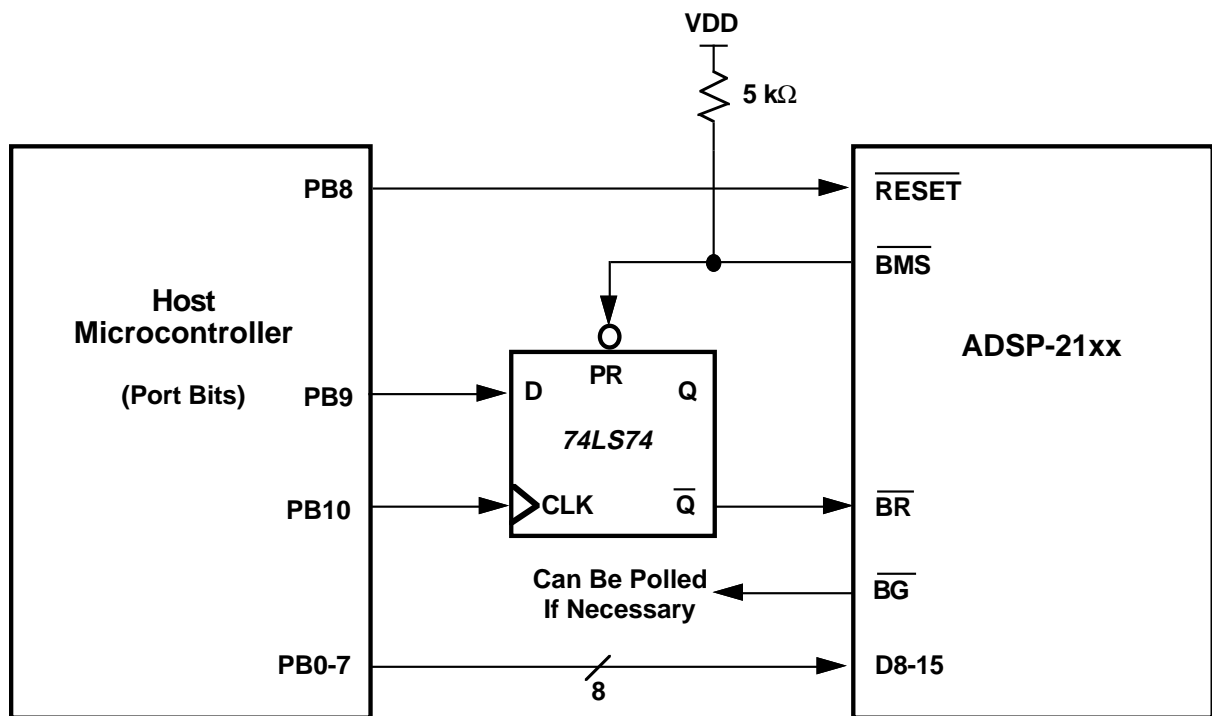 VDD
5 kΩ
PB8
RESET
BMS
Host
Microcontroller
(Port Bits)
ADSP-21xx
PB9
D
PR
Q
74LS74
PB10
CLK
Q
BR
Can Be Polled
If Necessary
BG
PB0-7
8
D8-15